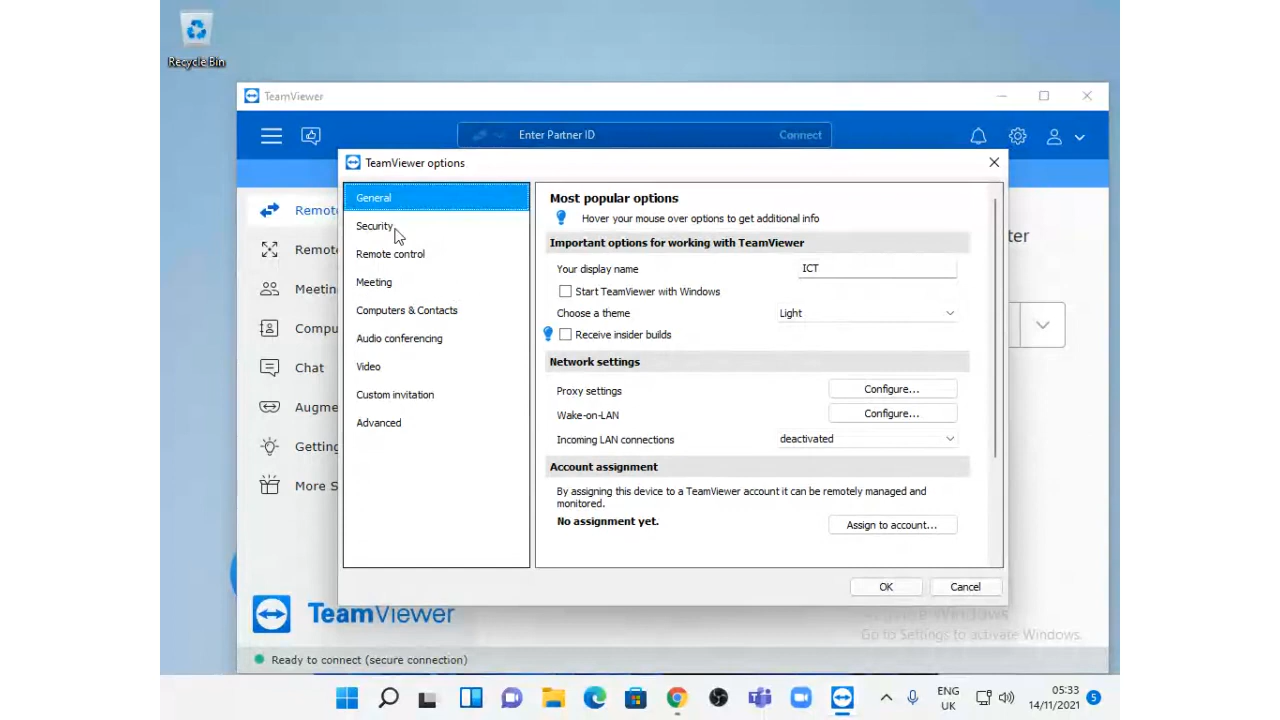 Recycle Bin
TeamViewer
Enter Partner ID
Connect
TeamViewer options
General
Security
Remote control
Meeting
Computers & Contacts
Audio conferencing
Video
Custom invitation
Advanced
Most popular options
Hover your mouse over options to get additional info
Important options for working with TeamViewer
Your display name
ICT
Start TeamViewer with Windows
Choose a theme
Light
Receive insider builds
Network settings
Proxy settings
Configure...
Wake-on-LAN
Configure...
Incoming LAN connections
deactivated
Account assignment
By assigning this device to a TeamViewer account it can be remotely managed and
monitored.
No assignment yet.
Assign to account...
OK
Cancel
Remot
Remote
Meetin
Compu
Chat
Augme
Getting
More S
ter
TeamViewer
Activate Windows
Go to Settings to activate Windows.
Ready to connect (secure connection)
ENG
UK
05:33
14/11/2021
5